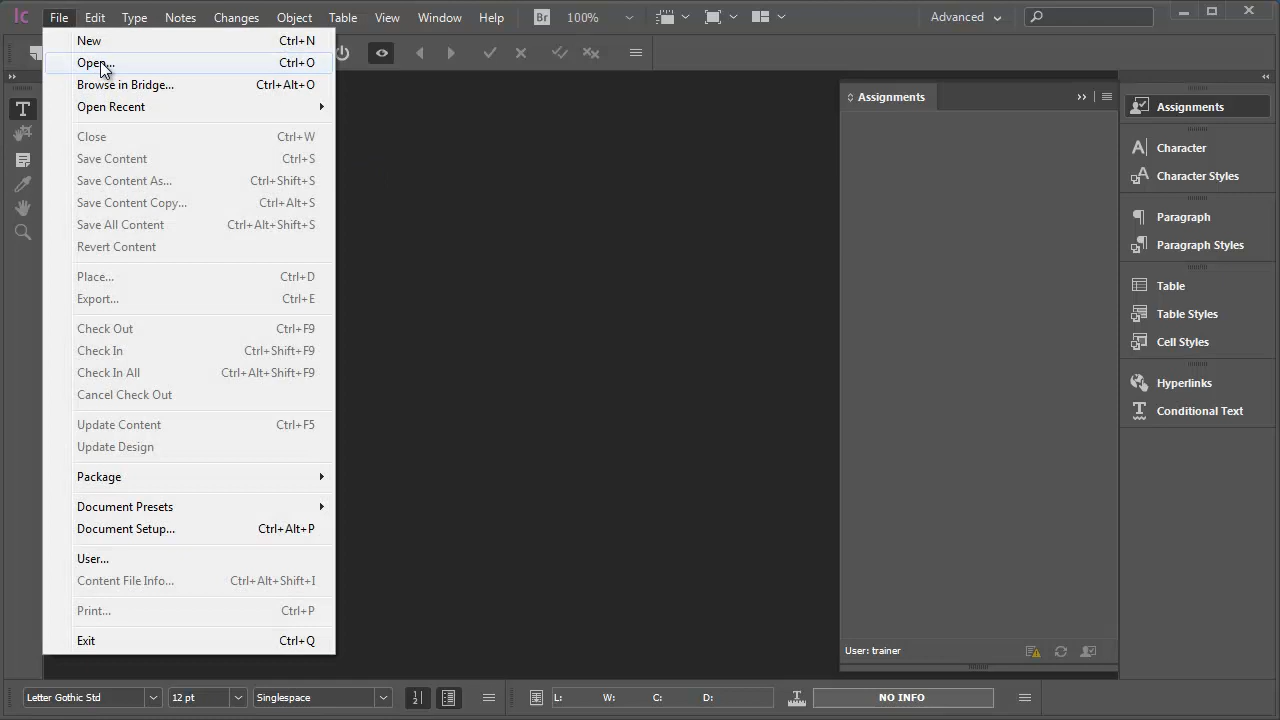 Ic File Edit Type Notes Changes Object Table View Window Help Br 100% Advanced
New Ctrl+N
Open... Ctrl+O
Browse in Bridge... Ctrl+Alt+O
Open Recent
Close Ctrl+W
Save Content Ctrl+S
Save Content As... Ctrl+Shift+S
Save Content Copy... Ctrl+Alt+S
Save All Content Ctrl+Alt+Shift+S
Revert Content
Place... Ctrl+D
Export... Ctrl+E
Check Out Ctrl+F9
Check In Ctrl+Shift+F9
Check In All Ctrl+Alt+Shift+F9
Cancel Check Out
Update Content Ctrl+F5
Update Design
Package
Document Presets
Document Setup... Ctrl+Alt+P
User...
Content File Info... Ctrl+Alt+Shift+I
Print... Ctrl+P
Exit Ctrl+Q
Assignments
User: trainer
Assignments
Character
Character Styles
Paragraph
Paragraph Styles
Table
Table Styles
Cell Styles
Hyperlinks
Conditional Text
Letter Gothic Std 12 pt Singlespace L: W: C: D: NO INFO